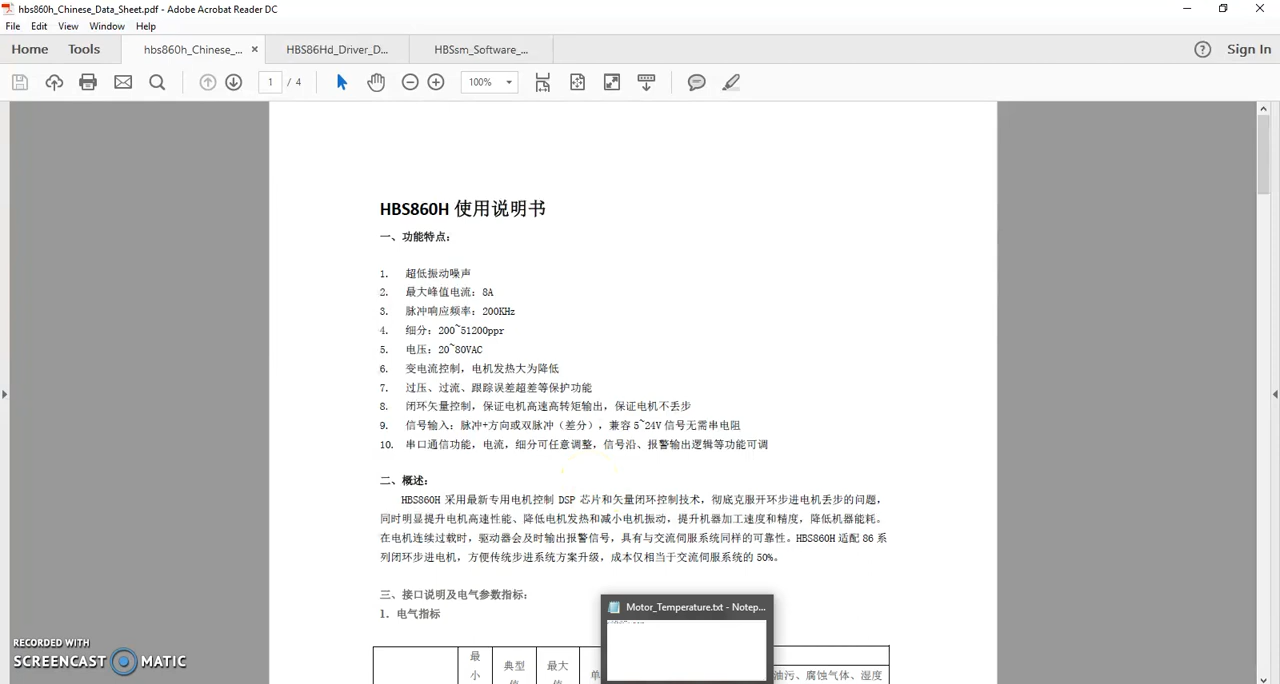 hbs860h_Chinese_Data_Sheet.pdf - Adobe Acrobat Reader DC
File Edit View Window Help
Home Tools hbs860h_Chinese_... × HBS86Hd_Driver_D... HBSsm_Software_... ? Sign In
1 / 4 100%
HBS860H 使用说明书
一、功能特点：
1. 超低振动噪声
2. 最大峰值电流：8A
3. 脉冲响应频率：200KHz
4. 细分：200~51200ppr
5. 电压：20~80VAC
6. 变电流控制，电机发热大为降低
7. 过压、过流、跟踪误差超差等保护功能
8. 闭环矢量控制，保证电机高速高转矩输出，保证电机不丢步
9. 信号输入：脉冲+方向或双脉冲（差分），兼容 5~24V 信号无需串电阻
10. 串口通信功能，电流，细分可任意调整，信号沿、报警输出逻辑等功能可调
二、概述：
HBS860H 采用最新专用电机控制 DSP 芯片和矢量闭环控制技术，彻底克服开环步进电机丢步的问题，
同时明显提升电机高速性能、降低电机发热和减小电机振动，提升机器加工速度和精度，降低机器能耗。
在电机连续过载时，驱动器会及时输出报警信号，具有与交流伺服系统同样的可靠性。HBS860H 适配 86 系
列闭环步进电机，方便传统步进系统方案升级，成本仅相当于交流伺服系统的 50%。
三、接口说明及电气参数指标：
1. 电气指标
Motor_Temperature.txt - Notep...
最
小 典型 最大
油污、腐蚀气体、湿度
RECORDED WITH
SCREENCAST MATIC